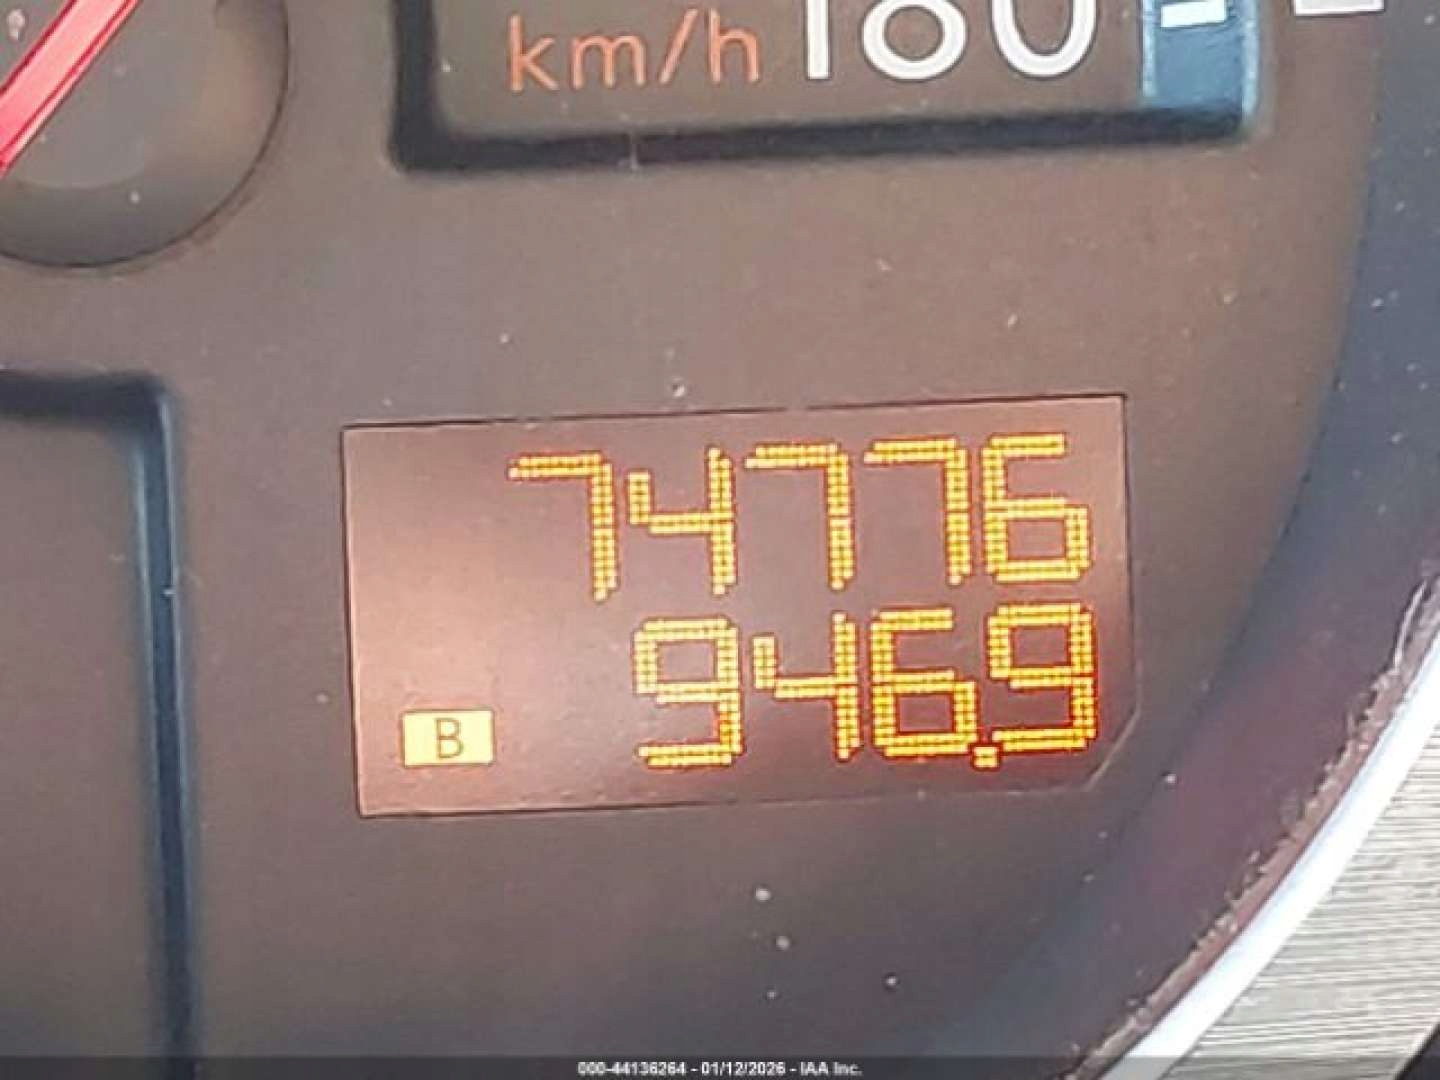 km/h 180
74776
946.9
B
000-44136264 - 01/12/2026 - IAA Inc.